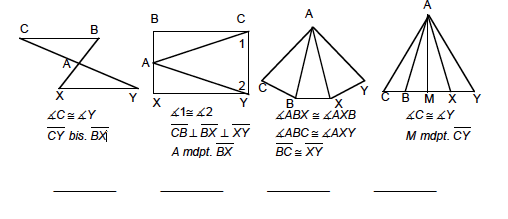 C B
A
X Y
∡C ≅ ∡Y
CY bis. BX
B C
1
A
2
X Y
∡1 ≅ ∡2
CB ⊥ BX ⊥ XY
A mdpt. BX
A
C Y
B X
∡ABX ≅ ∡AXB
∡ABC ≅ ∡AXY
BC ≅ XY
A
C B M X Y
∡C ≅ ∡Y
M mdpt. CY